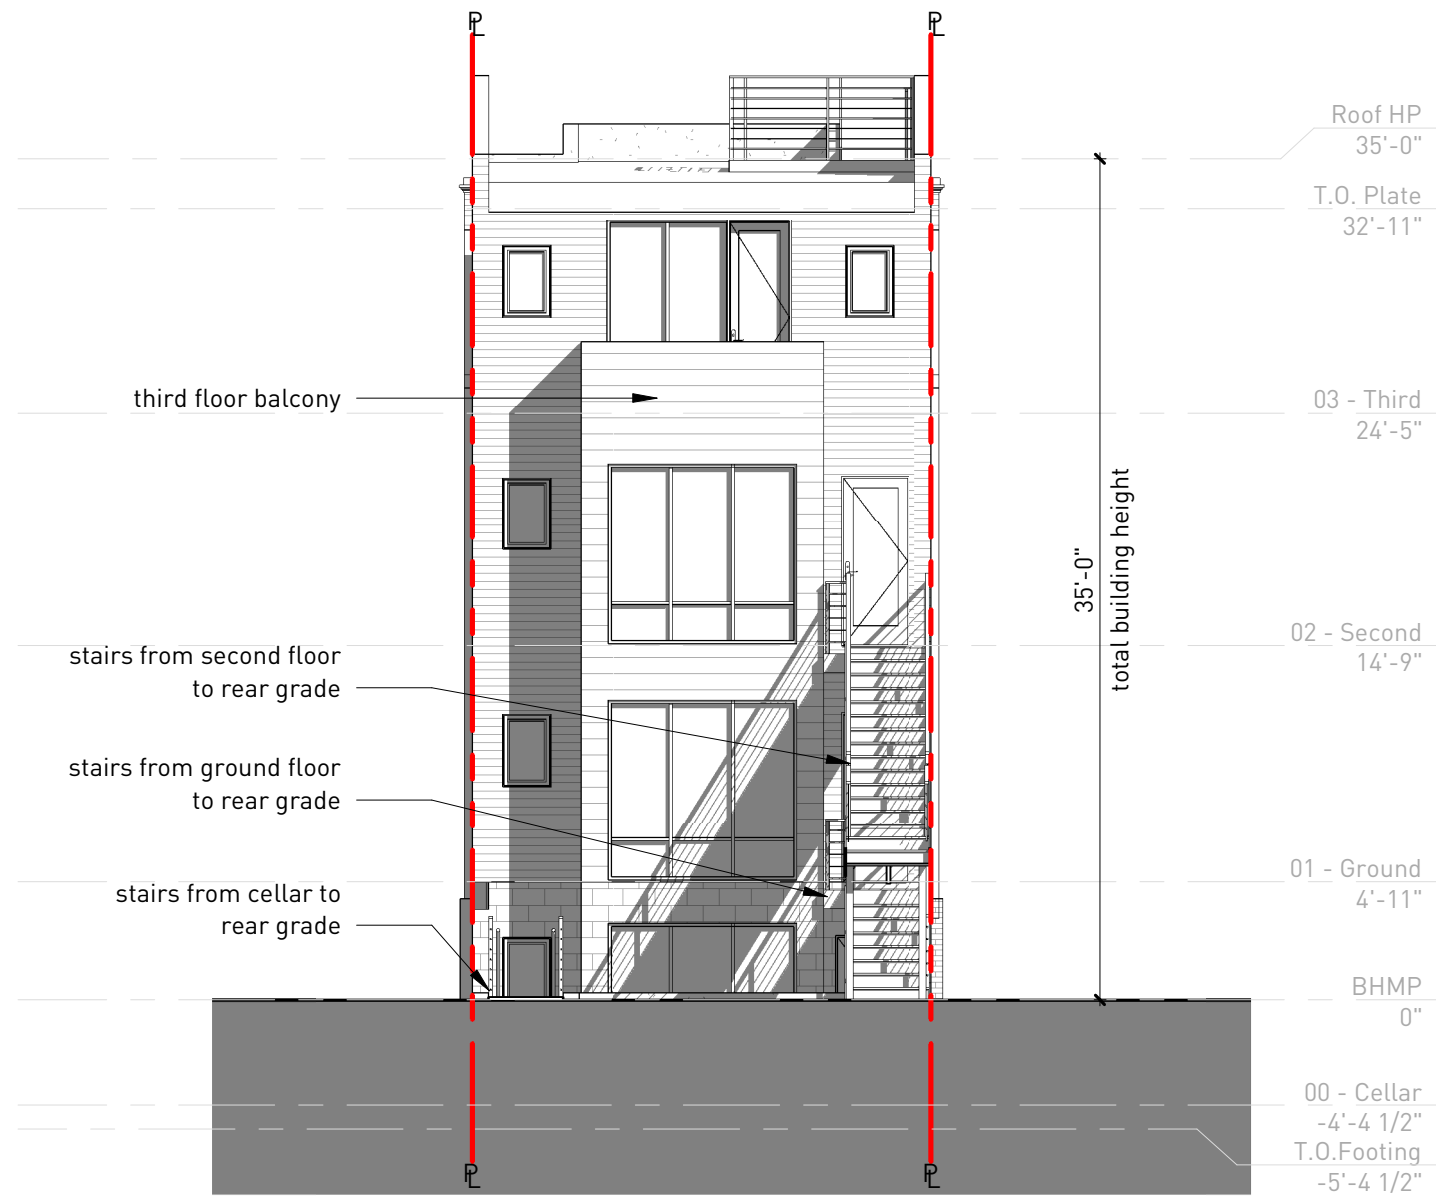 PL
PL
Roof HP
35'-0"
T.O. Plate
32'-11"
third floor balcony
03 - Third
24'-5"
35'-0"
total building height
02 - Second
14'-9"
stairs from second floor
to rear grade
stairs from ground floor
to rear grade
01 - Ground
4'-11"
stairs from cellar to
rear grade
BHMP
0"
00 - Cellar
-4'-4 1/2"
T.O.Footing
-5'-4 1/2"
PL
PL